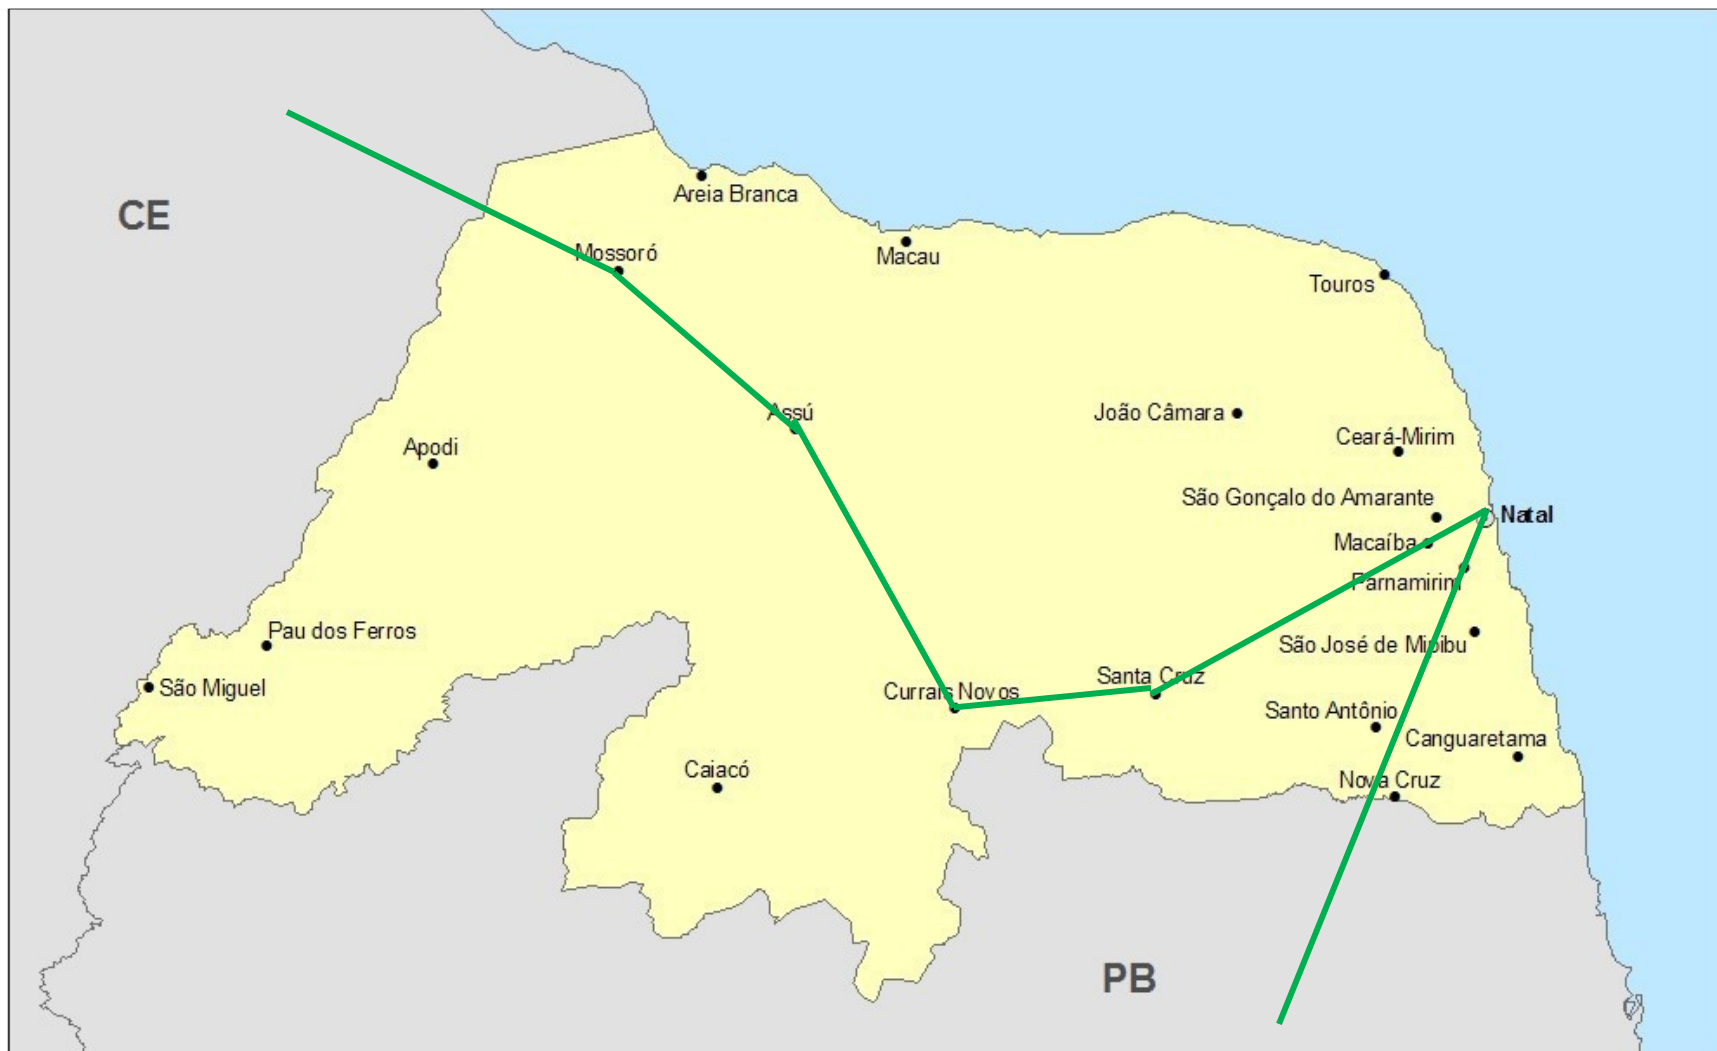 CE
Areia Branca
Mossoró
Macau
Touros
Assú
João Câmara
Apodi
Ceará-Mirim
São Gonçalo do Amarante
Natal
Macaíba
Parnamirim
Pau dos Ferros
São José de Mipibu
São Miguel
Currais Novos
Santa Cruz
Santo Antônio
Canguaretama
Caiacó
Nova Cruz
PB